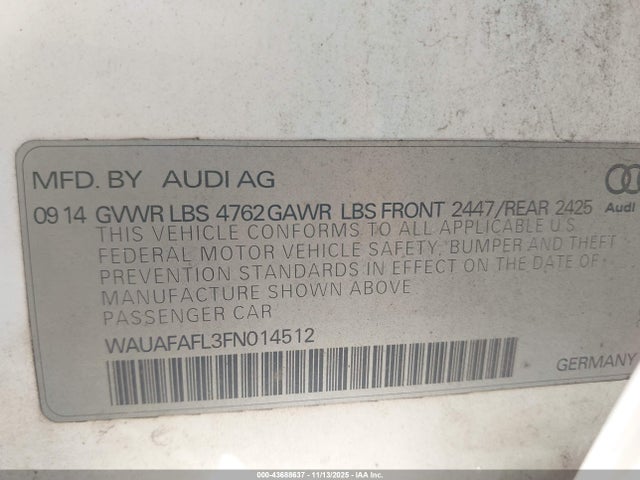 MFD. BY AUDI AG
09 14 GVWR LBS 4762 GAWR LBS FRONT 2447/REAR 2425
Audi
THIS VEHICLE CONFORMS TO ALL APPLICABLE U.S.
FEDERAL MOTOR VEHICLE SAFETY, BUMPER AND THEFT
PREVENTION STANDARDS IN EFFECT ON THE DATE OF
MANUFACTURE SHOWN ABOVE
PASSENGER CAR
WAUAFAFL3FN014512
GERMANY
000-43688637 - 11/13/2025 - IAA, Inc.